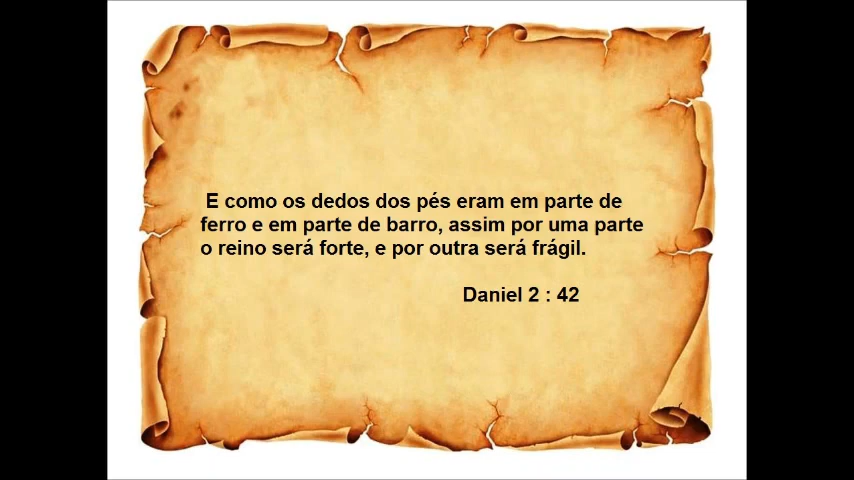 E como os dedos dos pés eram em parte de
ferro e em parte de barro, assim por uma parte
o reino será forte, e por outra será frágil.
Daniel 2 : 42